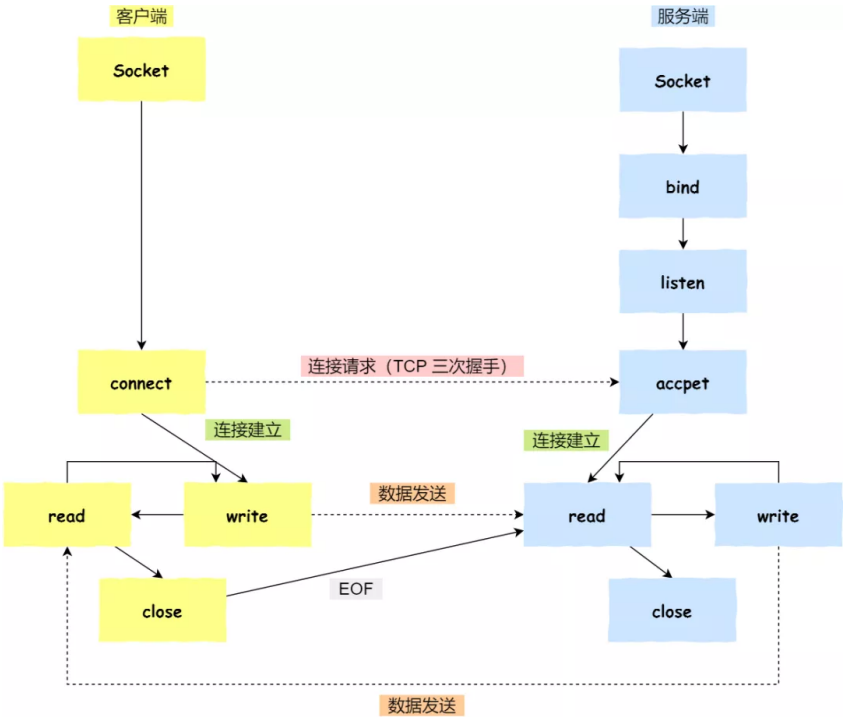 客户端
服务端
Socket
Socket
bind
listen
connect
连接请求（TCP 三次握手）
accpet
连接建立
连接建立
read
write
数据发送
read
write
close
EOF
close
数据发送